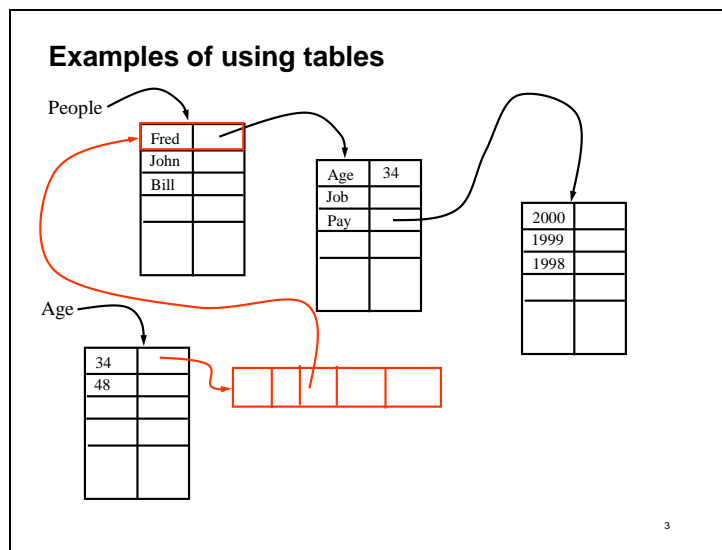 Examples of using tables
People
Fred
John
Bill
Age 34
Job
Pay
2000
1999
1998
Age
34
48
3